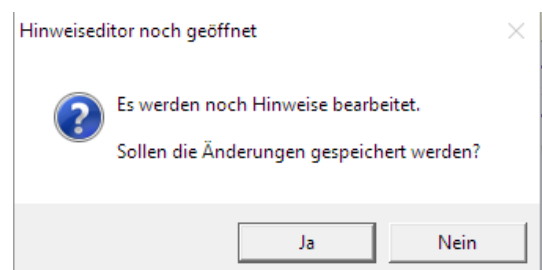 Hinweiseditor noch geöffnet
Es werden noch Hinweise bearbeitet.
Sollen die Änderungen gespeichert werden?
Ja
Nein